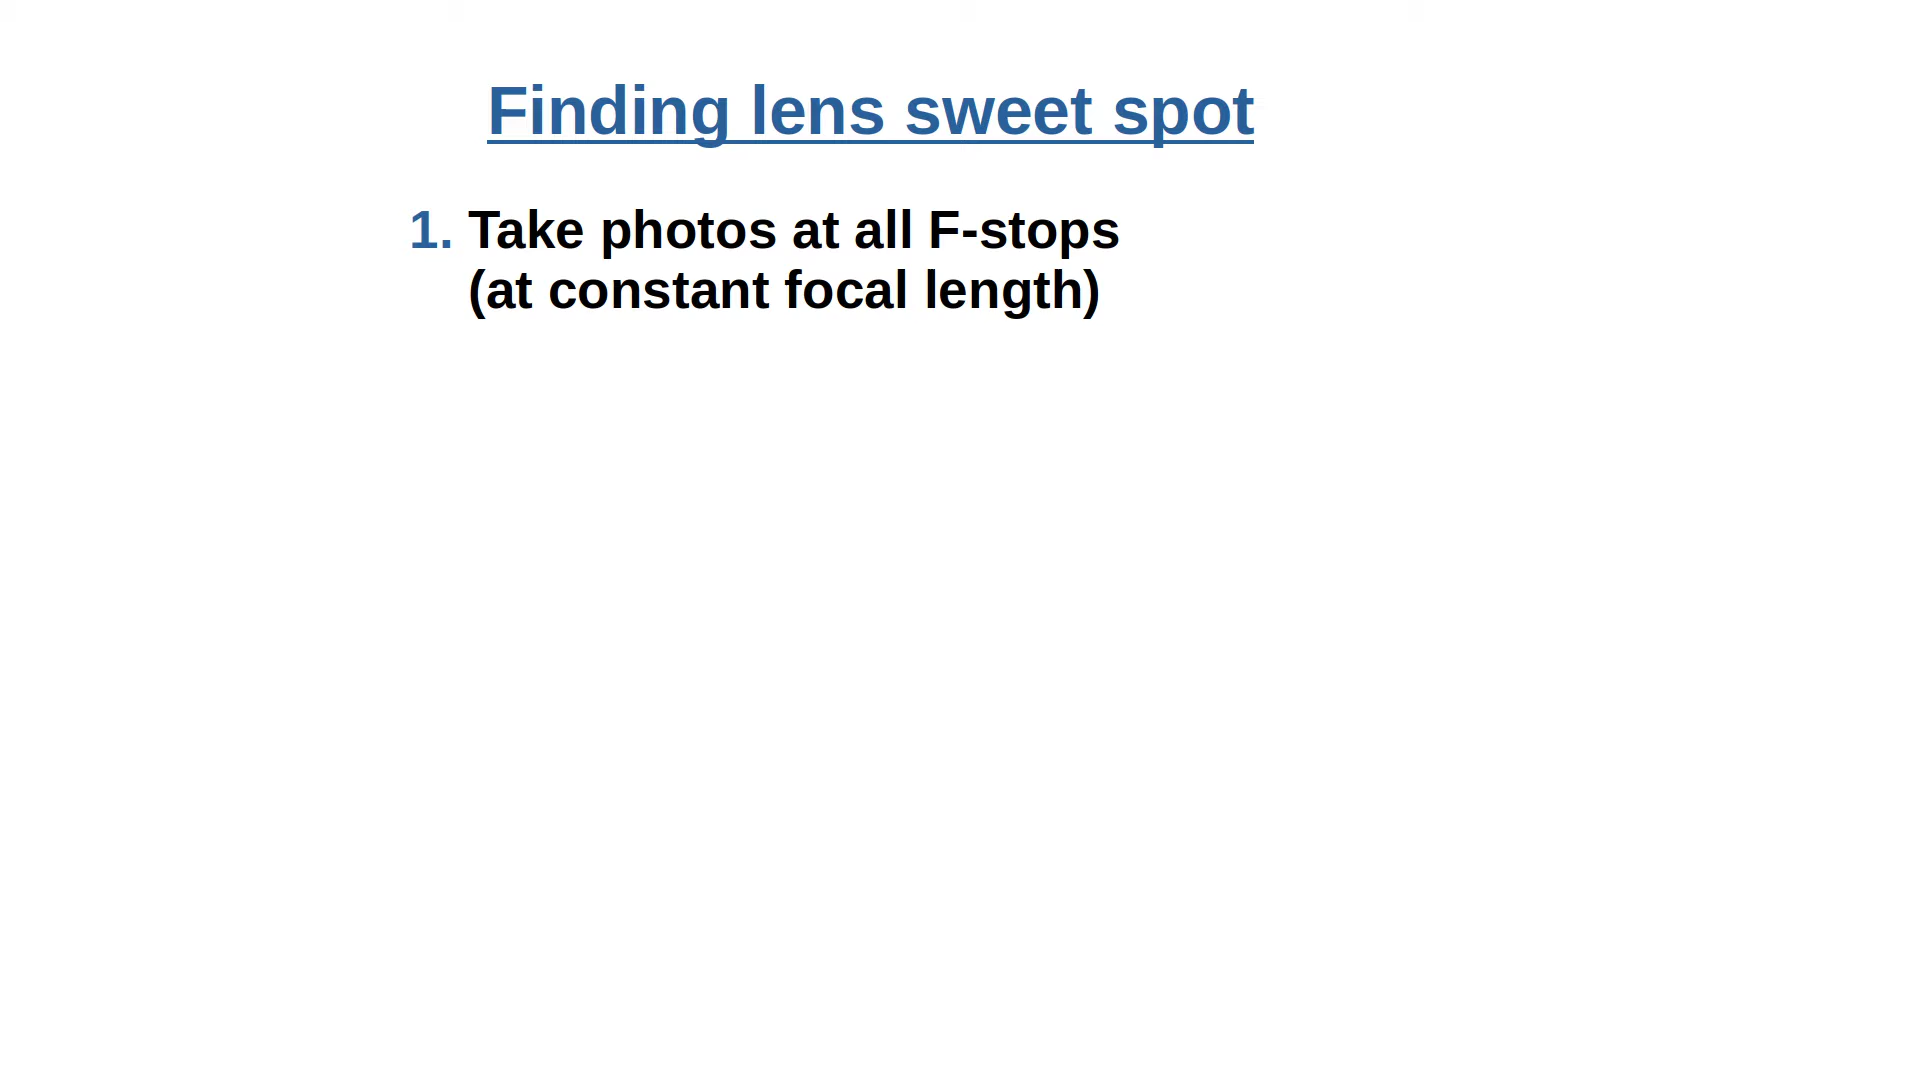 Finding lens sweet spot
1. Take photos at all F-stops
(at constant focal length)